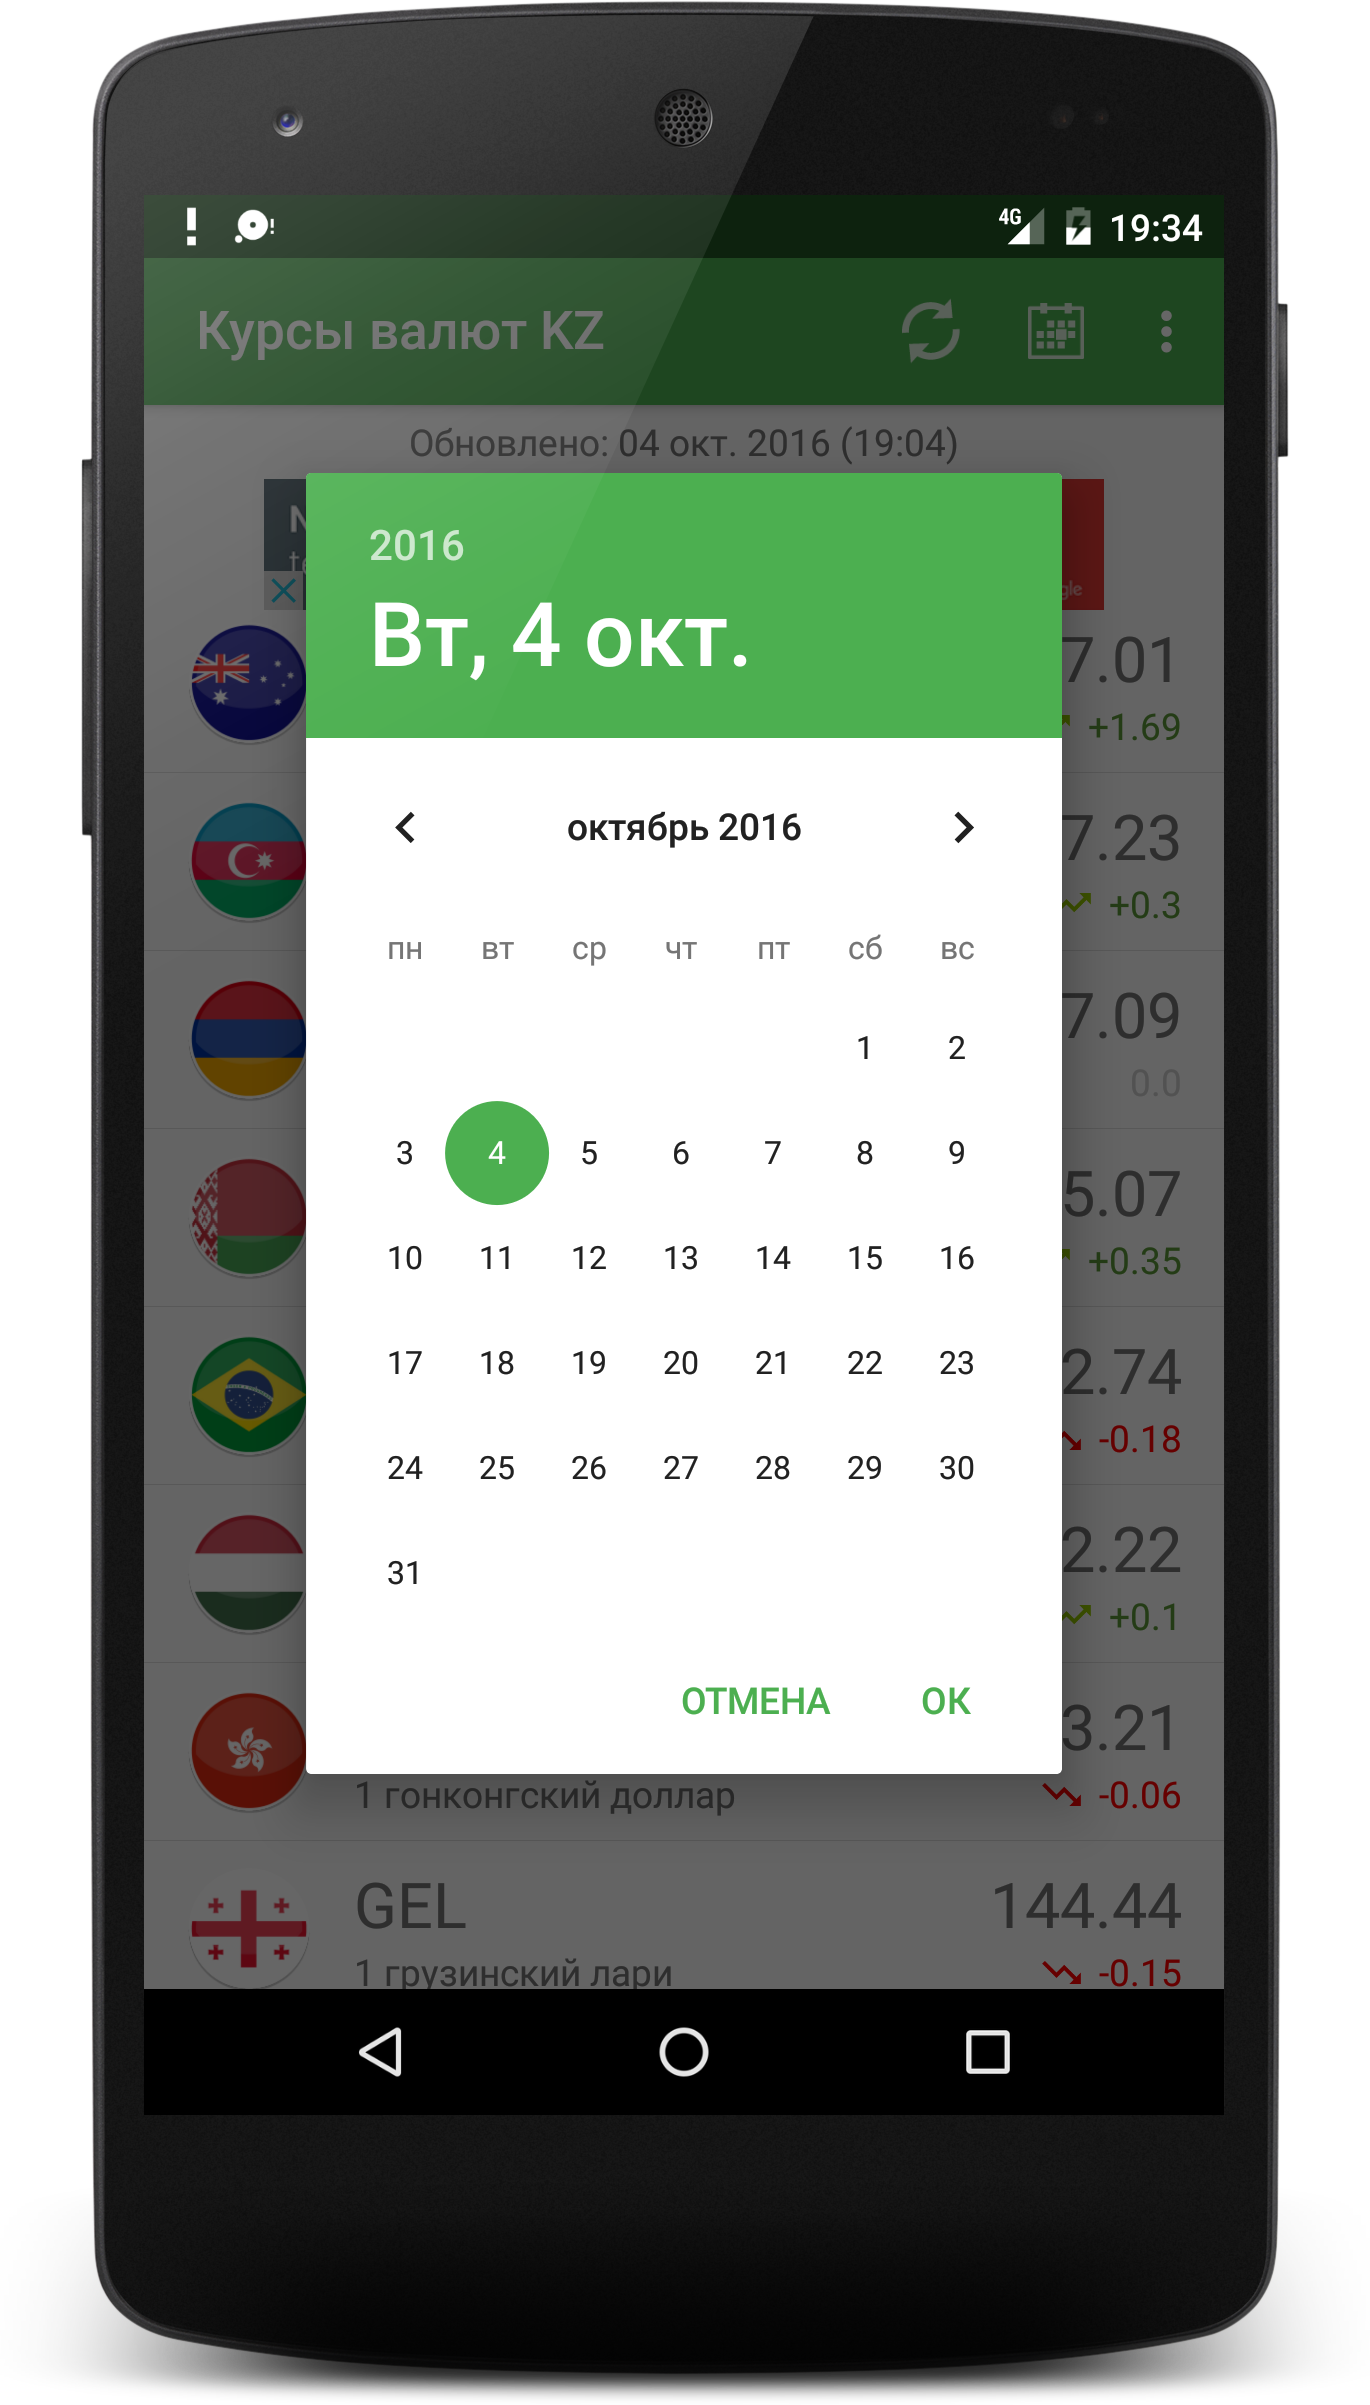 4G 19:34
Курсы валют KZ
Обновлено: 04 окт. 2016 (19:04)
2016
Вт, 4 окт.
7.01
+1.69
октябрь 2016
7.23
+0.3
пн вт ср чт пт сб вс
7.09
1 2
0.0
3 4 5 6 7 8 9
5.07
10 11 12 13 14 15 16
+0.35
17 18 19 20 21 22 23
2.74
-0.18
24 25 26 27 28 29 30
2.22
31
+0.1
ОТМЕНА ОК
3.21
1 гонконгский доллар -0.06
GEL 144.44
1 грузинский лари -0.15